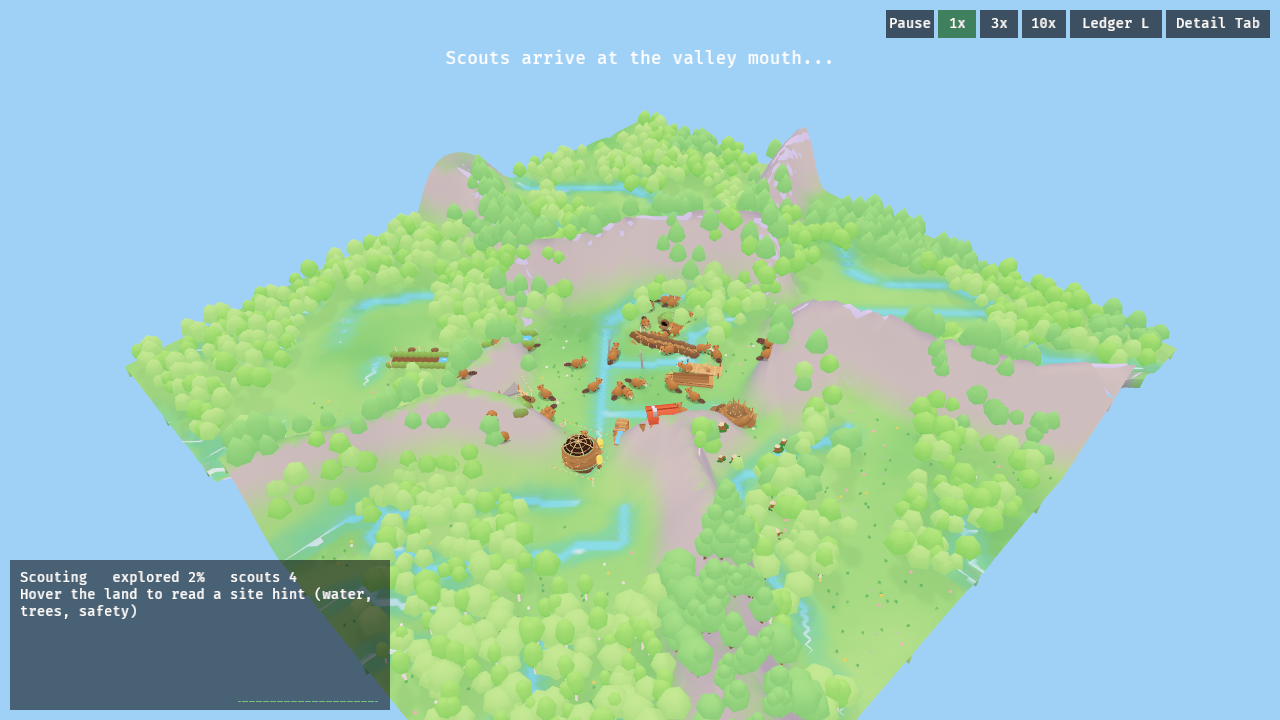 Pause 1x 3x 10x Ledger L Detail Tab
Scouts arrive at the valley mouth...
Scouting explored 2% scouts 4
Hover the land to read a site hint (water,
trees, safety)